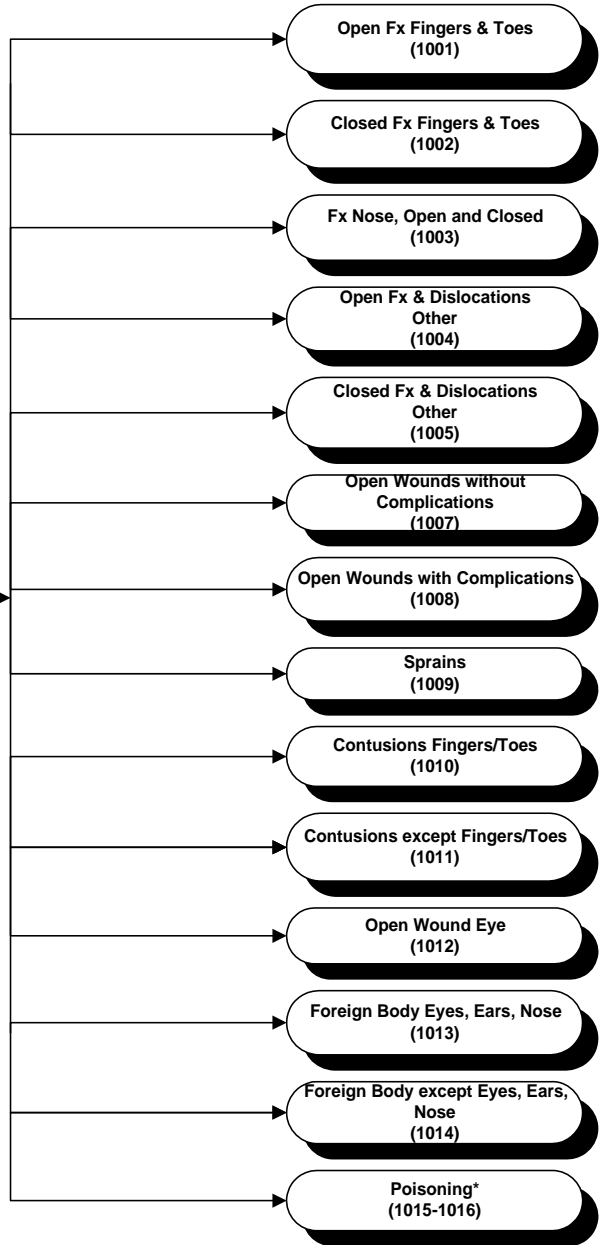 Open Fx Fingers & Toes
(1001)
Closed Fx Fingers & Toes
(1002)
Fx Nose, Open and Closed
(1003)
Open Fx & Dislocations
Other
(1004)
Closed Fx & Dislocations
Other
(1005)
Open Wounds without
Complications
(1007)
Open Wounds with Complications
(1008)
Sprains
(1009)
Contusions Fingers/Toes
(1010)
Contusions except Fingers/Toes
(1011)
Open Wound Eye
(1012)
Foreign Body Eyes, Ears, Nose
(1013)
Foreign Body except Eyes, Ears,
Nose
(1014)
Poisoning*
(1015-1016)